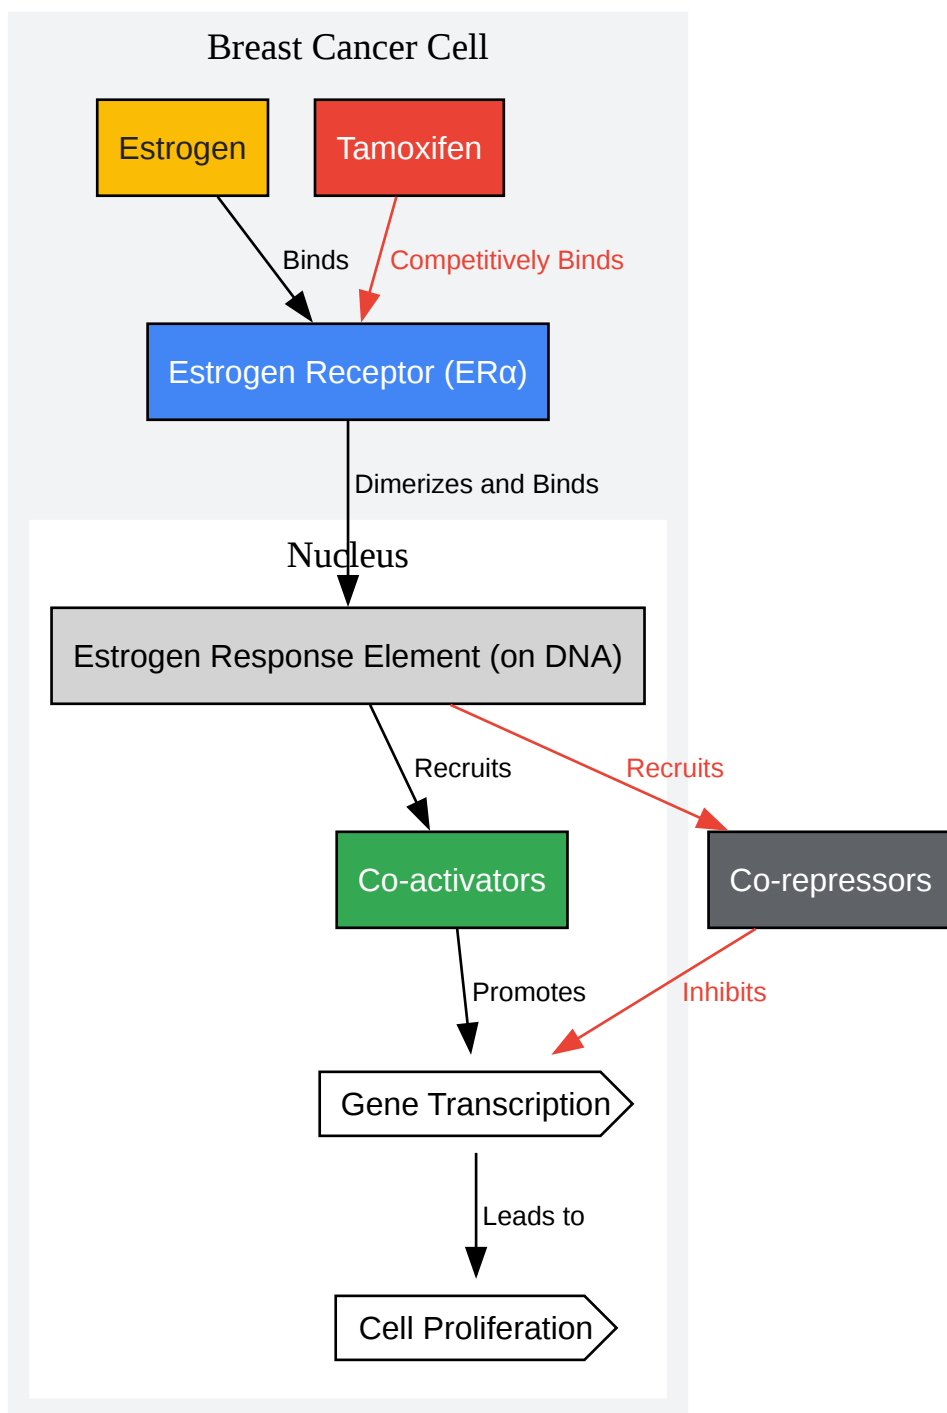 Breast Cancer Cell
Estrogen
Tamoxifen
Binds
Competitively Binds
Estrogen Receptor (ERα)
Dimerizes and Binds
Nucleus
Estrogen Response Element (on DNA)
Recruits
Recruits
Co-activators
Co-repressors
Promotes
Inhibits
Gene Transcription
Leads to
Cell Proliferation